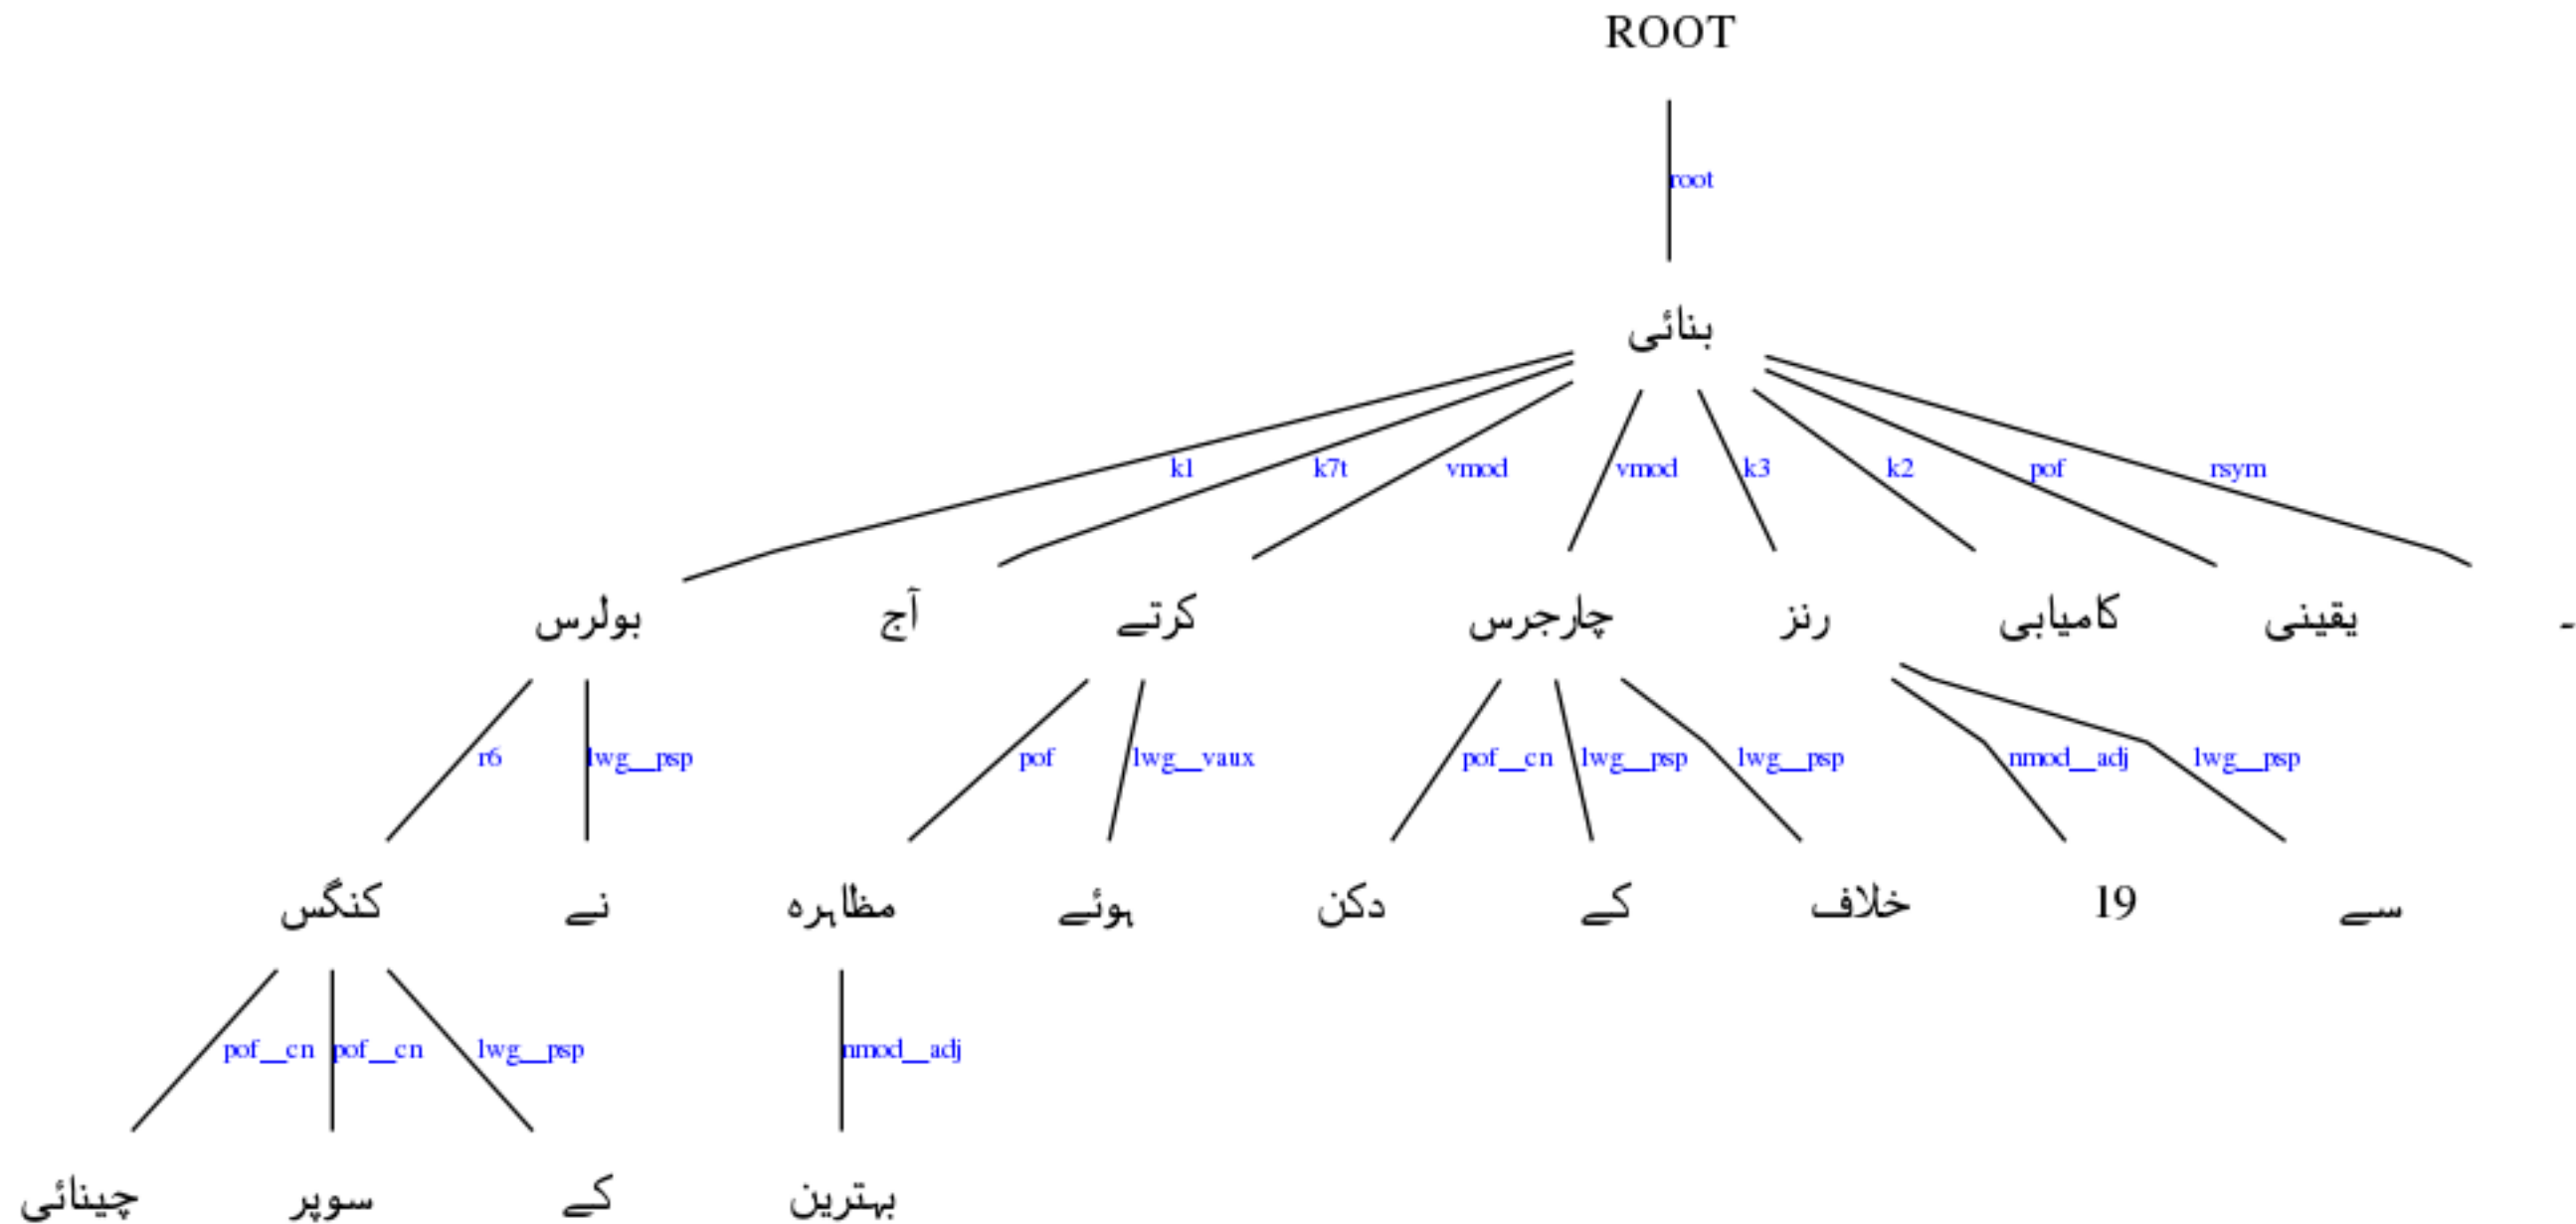 ROOT
root
بنائی
k1 k7t vmod vmod k3 k2 pof rsym
بولرس آج کرتے چارجرس رنز کامیابی یقینی ۔
r6 lwg__psp pof lwg__vaux pof__cn lwg__psp lwg__psp nmod__adj lwg__psp
کنگس نے مظاہرہ ہوئے دکن کے خلاف 19 سے
pof__cn pof__cn lwg__psp nmod__adj
چینائی سوپر کے بہترین